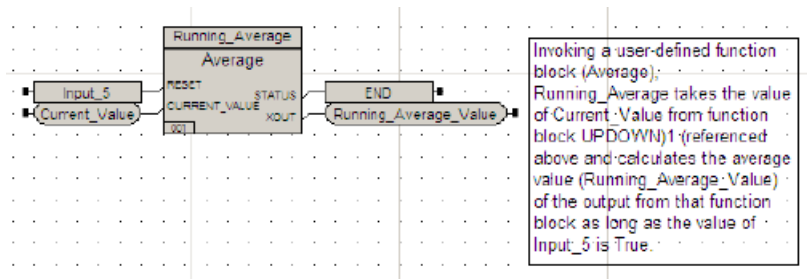 Running_Average
Average
RESET
CURRENT_VALUE
STATUS
XOUT
001
Input_5
Current_Value
END
Running_Average_Value
Invoking a user-defined function
block (Average),
Running_Average takes the value
of Current_Value from function
block UPDOWN)1 (referenced
above and calculates the average
value (Running_Average_Value)
of the output from that function
block as long as the value of
Input_5 is True.